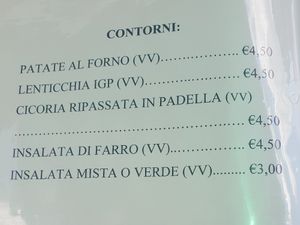 CONTORNI:
PATATE AL FORNO (VV)………………. €4,50
LENTICCHIA IGP (VV)………...………. €4,50
CICORIA RIPASSATA IN PADELLA (VV)
……………………………………… €4,50
INSALATA DI FARRO (VV)..………….. €4,50
INSALATA MISTA O VERDE (VV)......... €3,00